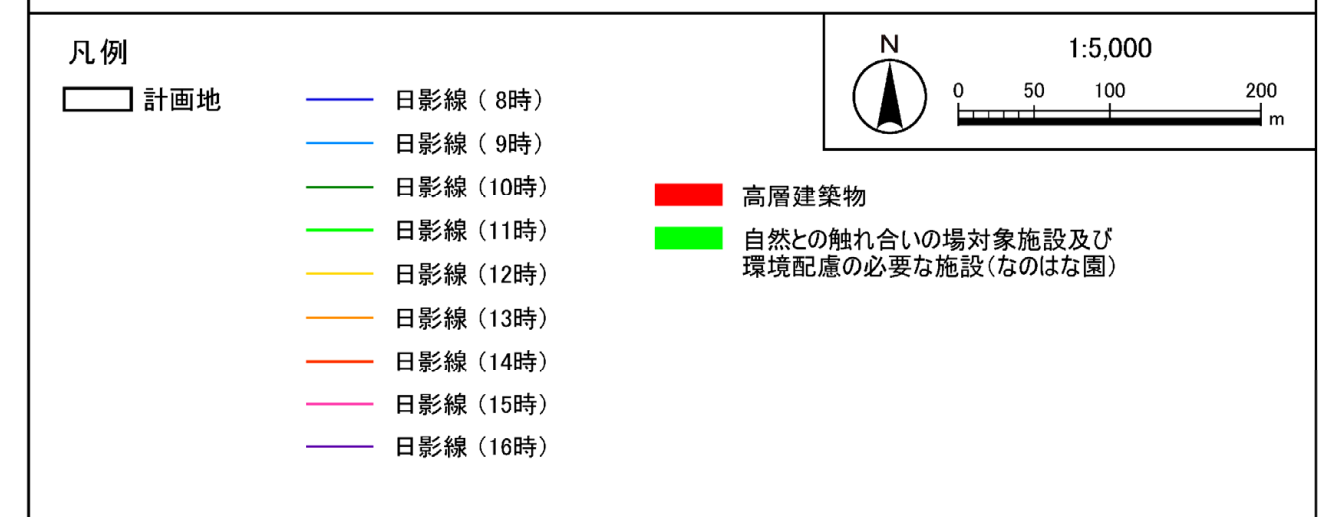 凡例
計画地
日影線( 8時)
日影線( 9時)
日影線(10時)
日影線(11時)
日影線(12時)
日影線(13時)
日影線(14時)
日影線(15時)
日影線(16時)
高層建築物
自然との触れ合いの場対象施設及び
環境配慮の必要な施設(なのはな園)
N
1:5,000
0 50 100 200
m